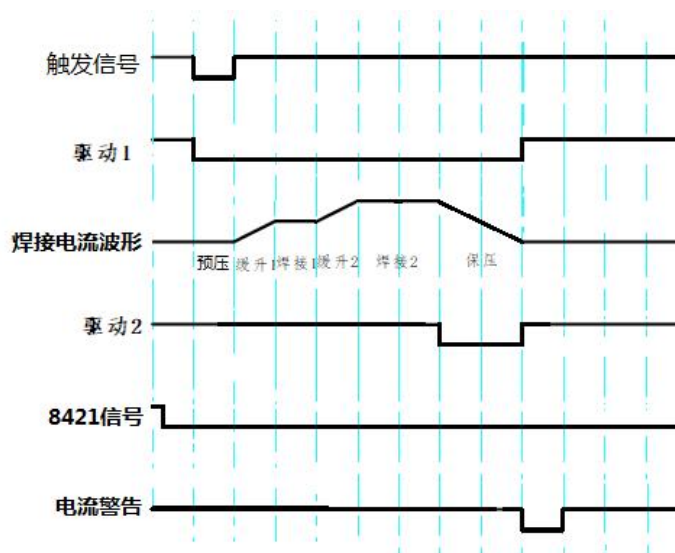 触发信号
驱动1
焊接电流波形
预压 缓升1 焊接1 缓升2 焊接2 保压
驱动2
8421信号
电流警告